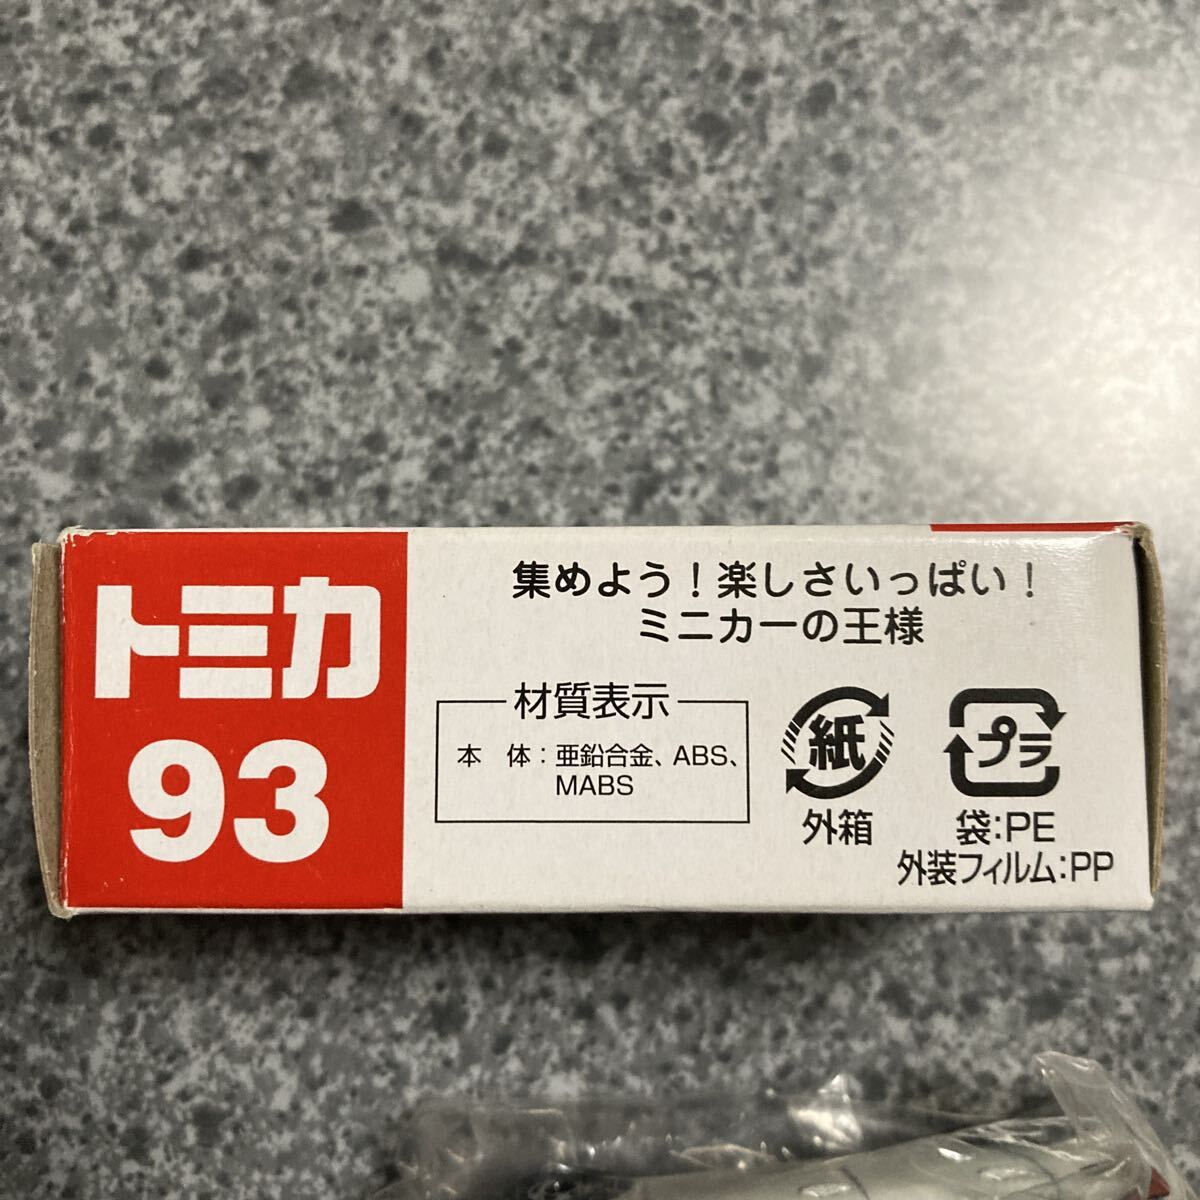 トミカ
93
集めよう！楽しさいっぱい！
ミニカーの王様
材質表示
本 体：亜鉛合金、ABS、
MABS
紙
外箱
プラ
袋：PE
外装フィルム：PP